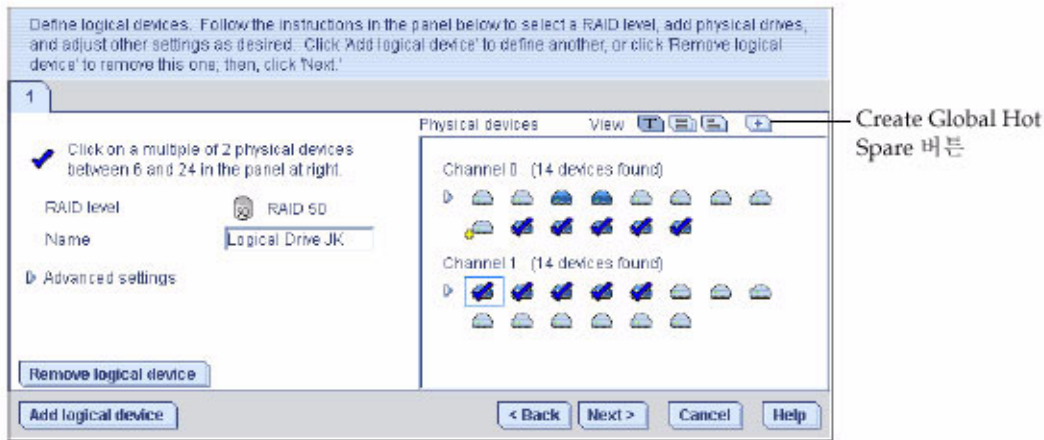 Define logical devices. Follow the instructions in the panel below to select a RAID level, add physical drives,
and adjust other settings as desired. Click 'Add logical device' to define another, or click 'Remove logical
device' to remove this one; then, click 'Next.'
1
Physical devices View T
Create Global Hot
Spare 버튼
Click on a multiple of 2 physical devices
between 6 and 24 in the panel at right.
RAID level 50 RAID 50
Name Logical Drive JK
Advanced settings
Channel 0 (14 devices found)
Channel 1 (14 devices found)
Remove logical device
Add logical device
< Back Next > Cancel Help